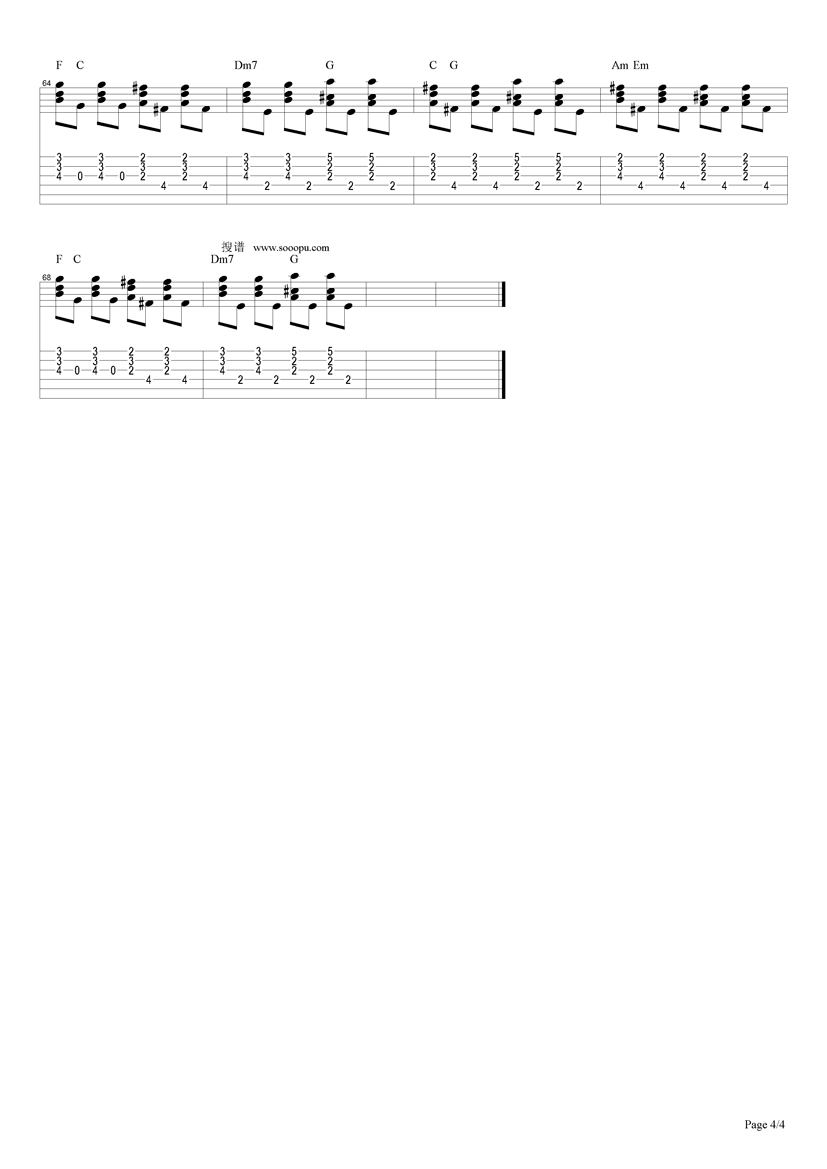 F C Dm7 G C G Am Em
64
3 3 2 2 3 3 5 5 2 2 5 5 2 2 2 2
3 3 3 3 3 3 2 2 3 3 2 2 3 3 3 3
4 0 4 0 2 2 4 4 2 2 2 2 2 2 4 4 4 4
4 4 2 2 2 2 4 4 2 2 4 4 4 4
搜谱 www.sooopu.com
F C Dm7 G
68
3 3 2 2 3 3 5 5
3 3 3 3 3 3 2 2
4 0 4 0 2 2 4 4 2 2
4 4 2 2 2 2
Page 4/4